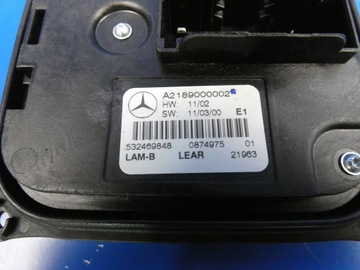 A2189000002*
HW: 11/02
SW: 11/03/00 E1
532469848 0874975 01
LAM-B LEAR 21963